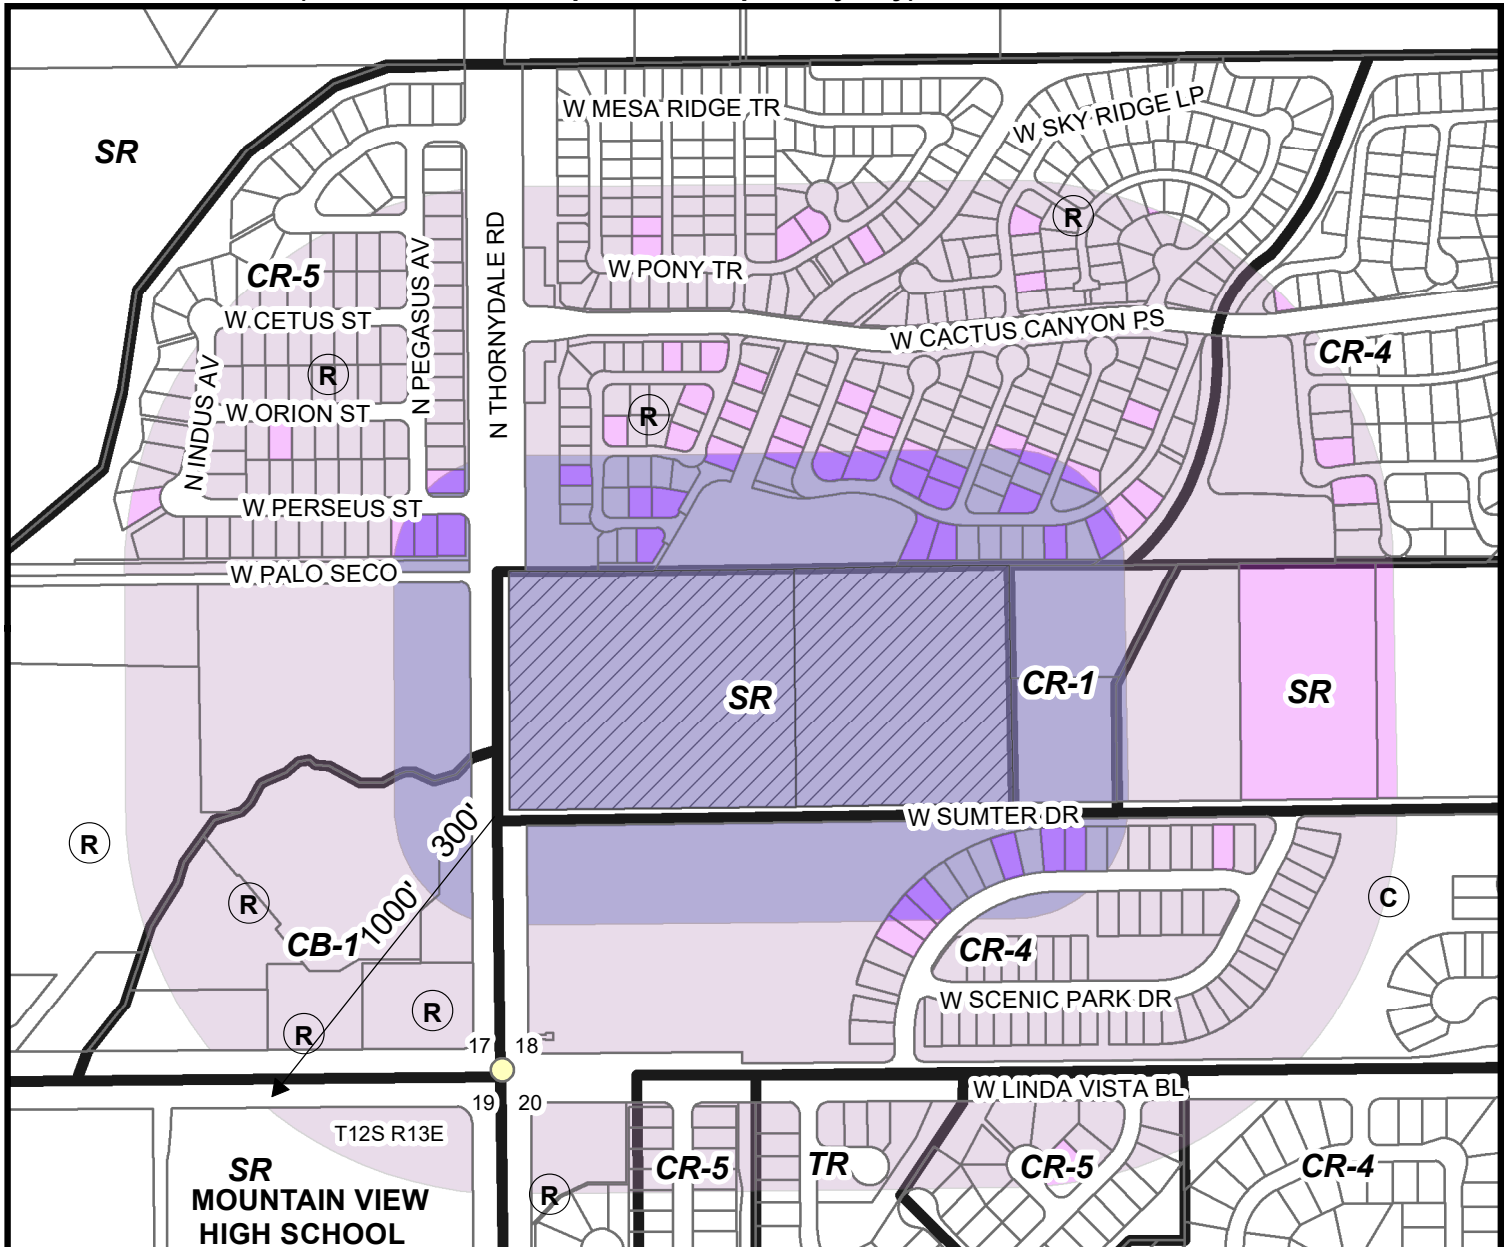 W MESA RIDGE TR
W SKY RIDGE LP
SR
R
N THORNYDALE RD
N PEGASUS AV
CR-5
W PONY TR
W CETUS ST
W CACTUS CANYON PS
CR-4
R
N INDUS AV
W ORION ST
R
W PERSEUS ST
W PALO SECO
SR
CR-1
SR
300'
W SUMTER DR
R
1000'
R
C
CB-1
CR-4
R
W SCENIC PARK DR
R
17
18
19
20
W LINDA VISTA BL
T12S R13E
SR
CR-5
TR
CR-5
CR-4
R
MOUNTAIN VIEW
HIGH SCHOOL